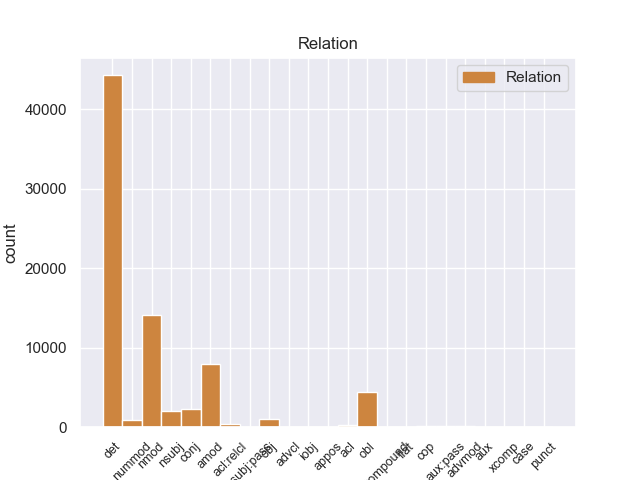 Relation
Relation
count
40000
30000
20000
10000
0
det
nummod
nmod
nsubj
conj
amod
acl:relcl
obj
advcl
iobj
appos
acl
obl
flat
cop
aux:pass
advmod
aux
xcomp
case
punct